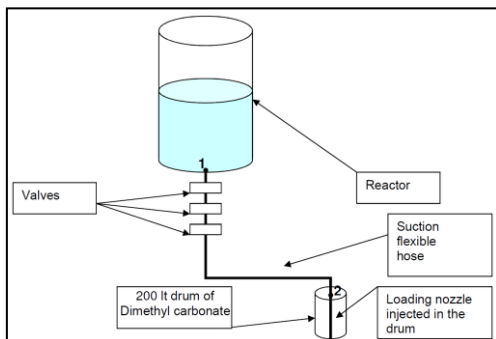 1
Valves
Reactor
Suction
flexible
hose
2
200 lt drum of
Dimethyl carbonate
Loading nozzle
injected in the
drum